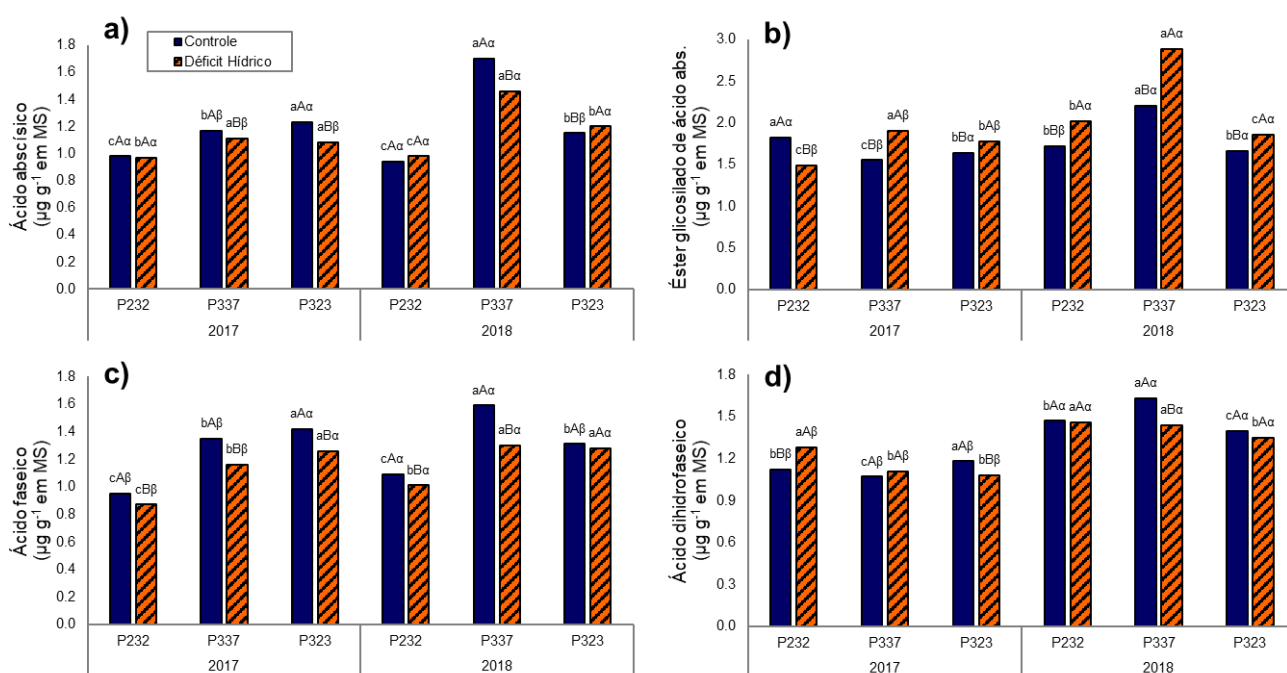 a)
Controle
Déficit Hídrico
Ácido abscísico
(µg g⁻¹ em MS)
1.8
1.6
1.4
1.2
1.0
0.8
0.6
0.4
0.2
0.0
cAα bAα bAβ aBβ aAα aBβ cAα cAα aAα aBα bBβ bAα
P232 P337 P323 P232 P337 P323
2017 2018
b)
Éster glicosilado de ácido abs.
(µg g⁻¹ em MS)
3.0
2.5
2.0
1.5
1.0
0.5
0.0
aAα cBβ cBβ aAβ bBα bAβ bBβ bAα aBα aAα bBα cAα
P232 P337 P323 P232 P337 P323
2017 2018
c)
Ácido faseico
(µg g⁻¹ em MS)
1.8
1.6
1.4
1.2
1.0
0.8
0.6
0.4
0.2
0.0
cAβ cBβ bAβ bBβ aAα aBα cAα bBα aAα aBα bAβ aAα
P232 P337 P323 P232 P337 P323
2017 2018
d)
Ácido dihidrofaseico
(µg g⁻¹ em MS)
1.8
1.5
1.2
0.9
0.6
0.3
0.0
bBβ aAβ cAβ bAβ aAβ bBβ bAα aAα aAα aBα cAα bAα
P232 P337 P323 P232 P337 P323
2017 2018